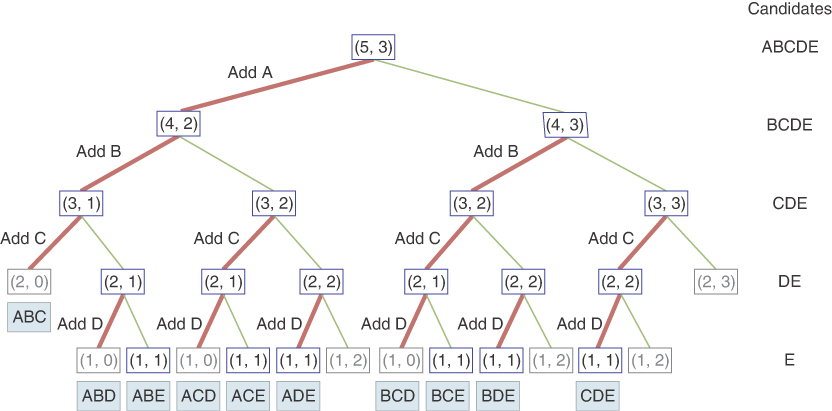 Candidates
(5, 3) ABCDE
Add A
(4, 2) (4, 3) BCDE
Add B Add B
(3, 1) (3, 2) (3, 2) (3, 3) CDE
Add C Add C Add C Add C
(2, 0) (2, 1) (2, 1) (2, 2) (2, 1) (2, 2) (2, 2) (2, 3) DE
ABC
Add D Add D Add D Add D Add D Add D
(1, 0) (1, 1) (1, 0) (1, 1) (1, 1) (1, 2) (1, 0) (1, 1) (1, 1) (1, 2) (1, 1) (1, 2) E
ABD ABE ACD ACE ADE BCD BCE BDE CDE